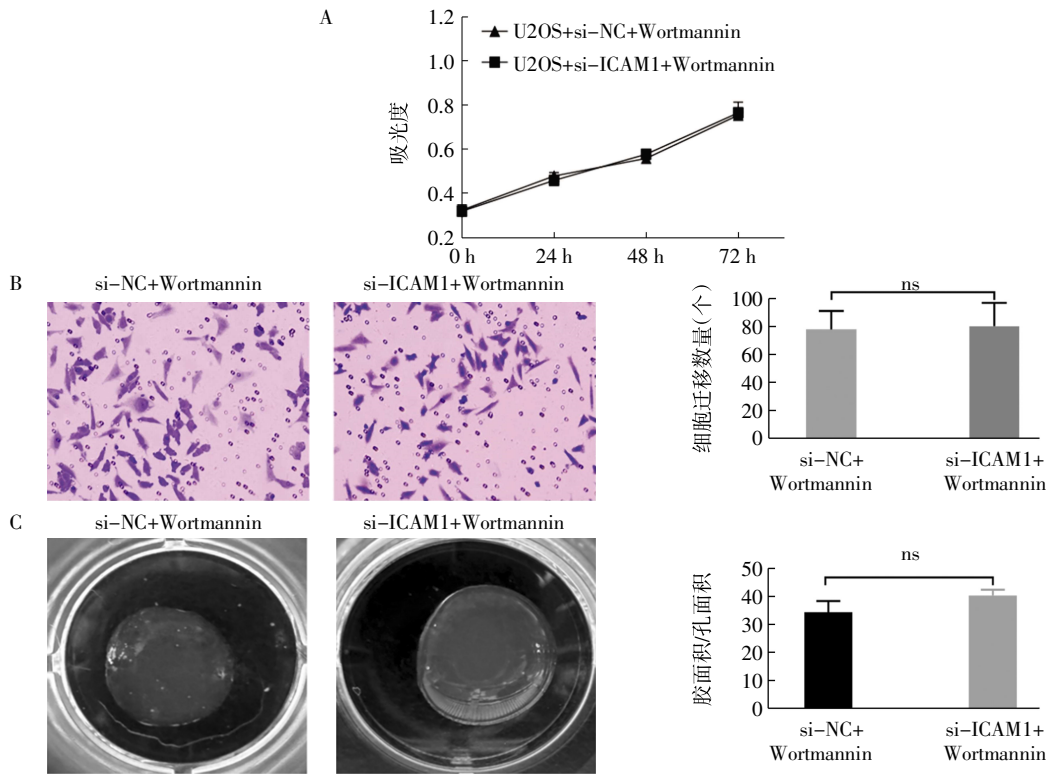 A
1.2
1.0
0.8
0.6
0.4
0.2
吸光度
U2OS+si-NC+Wortmannin
U2OS+si-ICAM1+Wortmannin
0 h 24 h 48 h 72 h
B
si-NC+Wortmannin si-ICAM1+Wortmannin
细胞迁移数量(个)
100
80
60
40
20
0
ns
si-NC+
Wortmannin
si-ICAM1+
Wortmannin
C
si-NC+Wortmannin si-ICAM1+Wortmannin
胶面积/孔面积
50
40
30
20
10
0
ns
si-NC+
Wortmannin
si-ICAM1+
Wortmannin